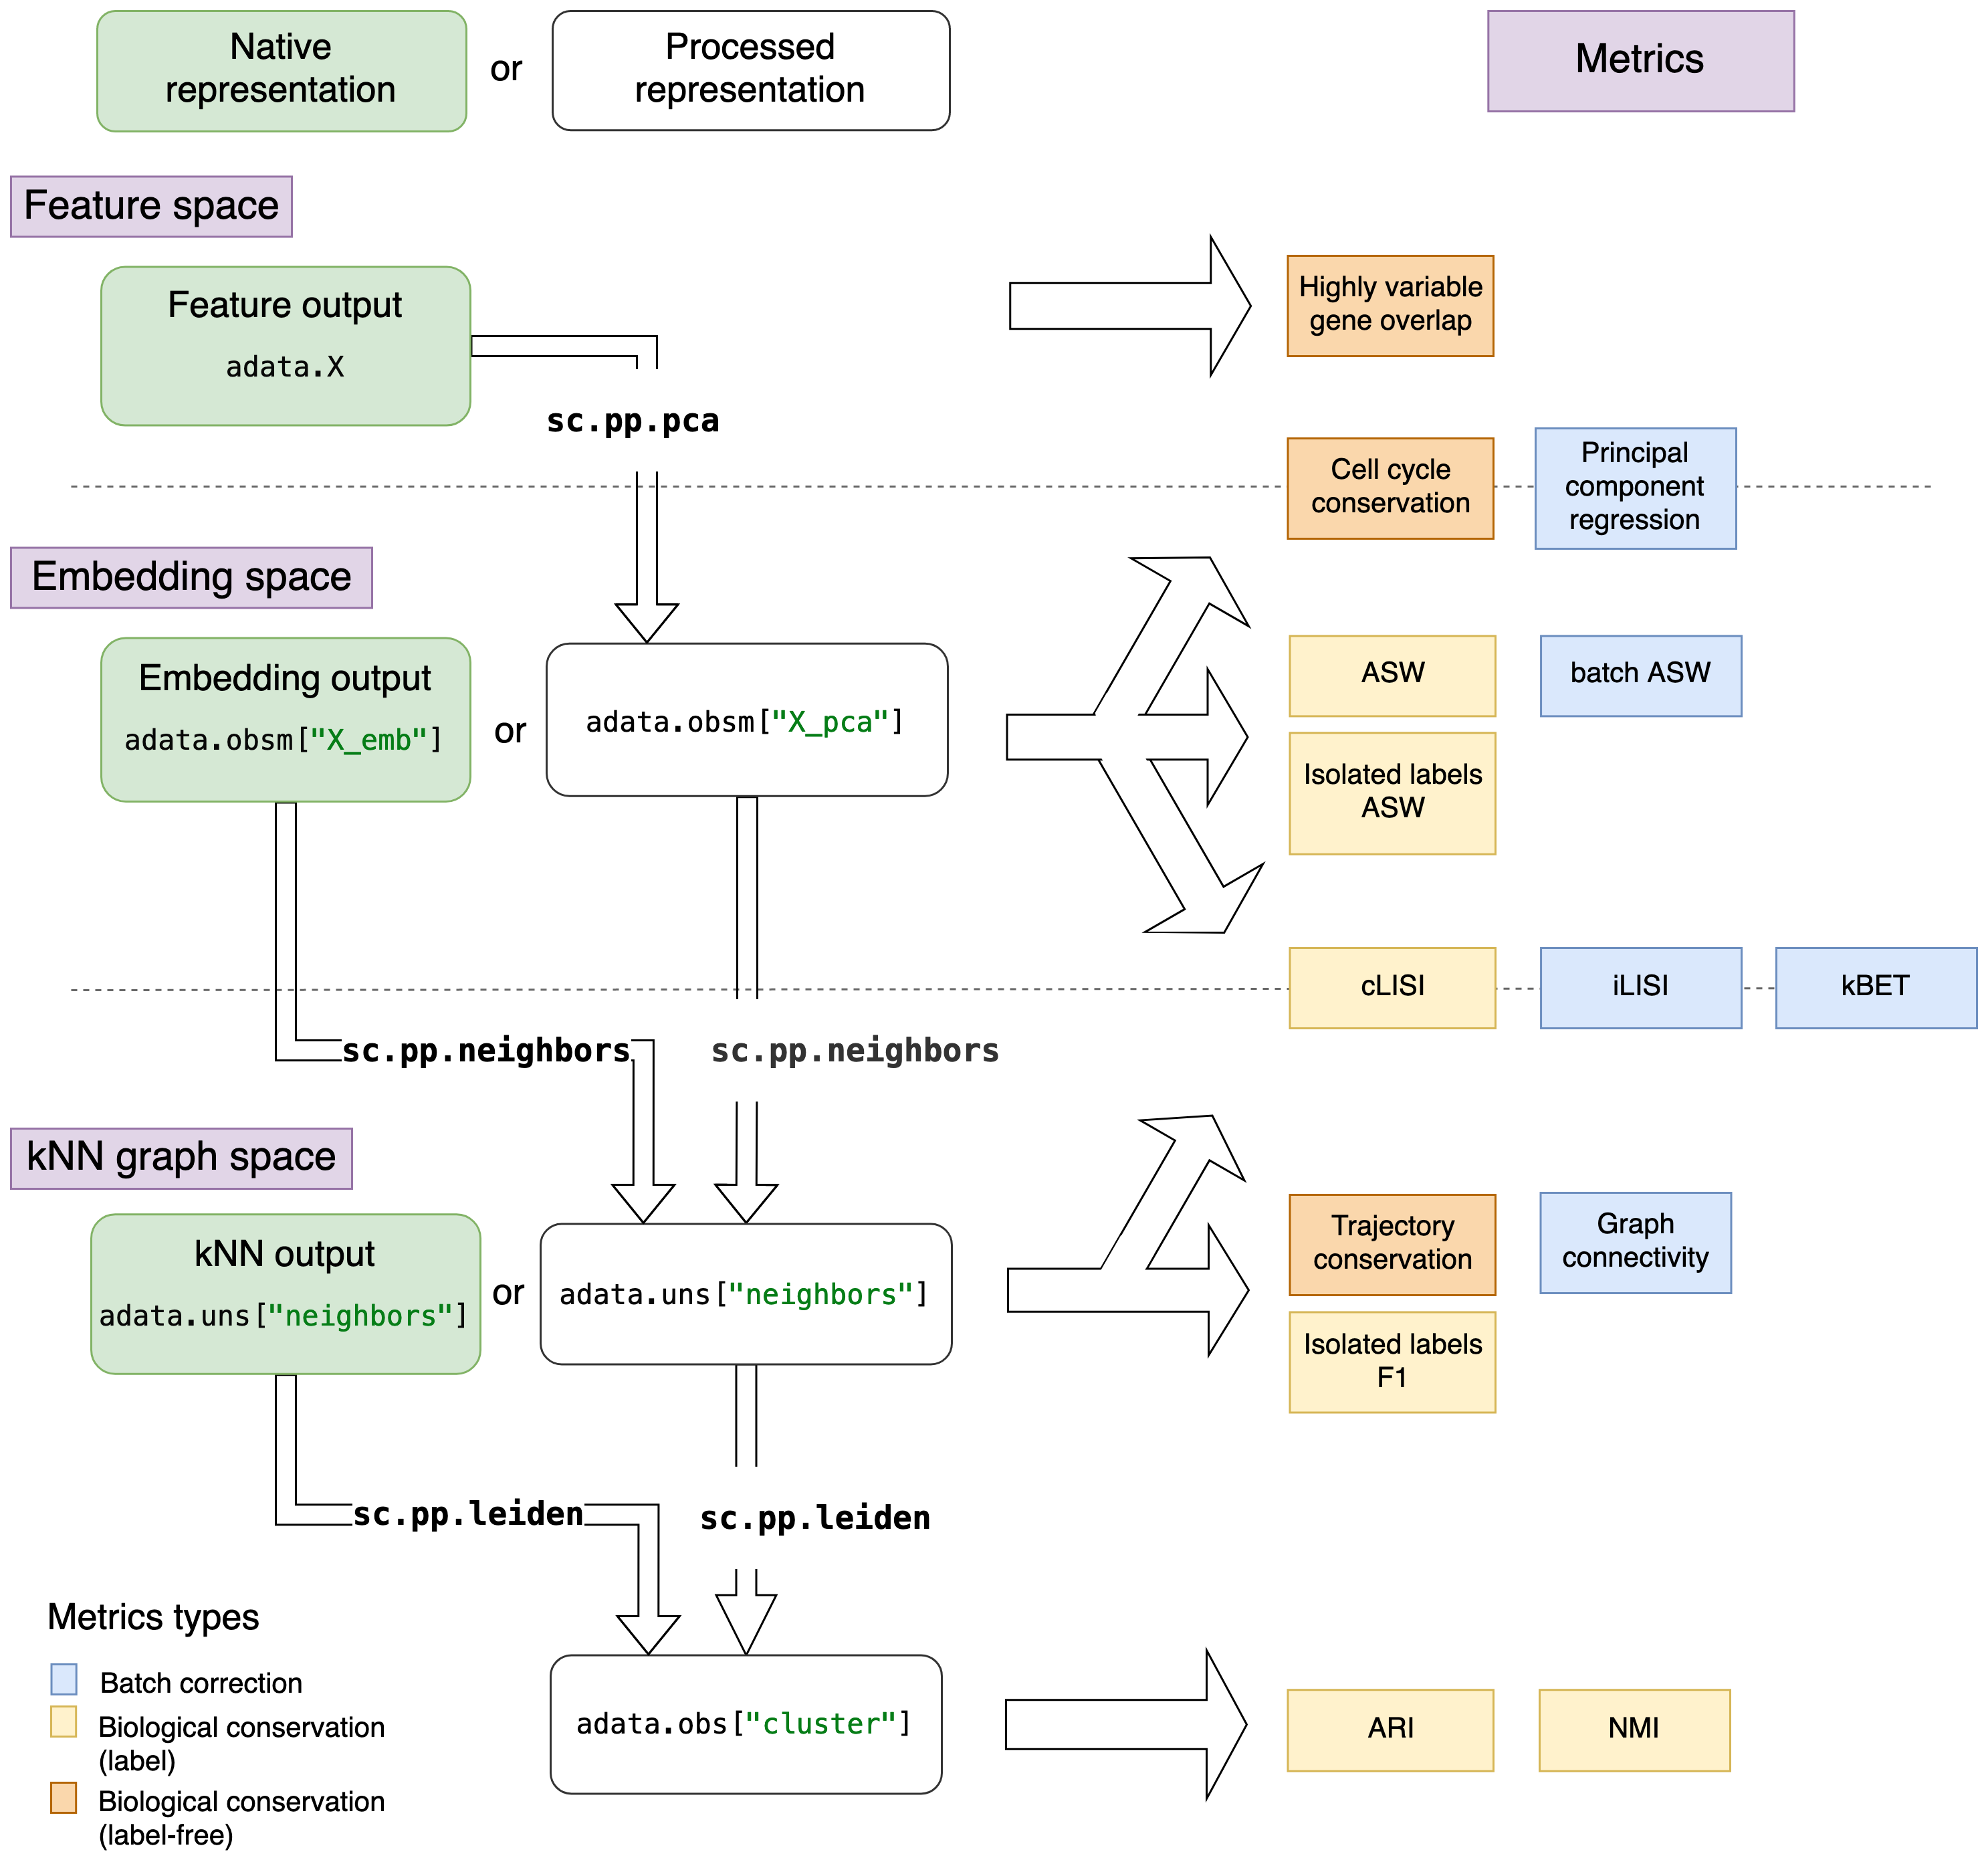 Native
representation
or
Processed
representation
Metrics
Feature space
Feature output
adata.X
sc.pp.pca
Highly variable
gene overlap
Cell cycle
conservation
Principal
component
regression
Embedding space
Embedding output
adata.obsm["X_emb"]
or
adata.obsm["X_pca"]
ASW
batch ASW
Isolated labels
ASW
cLISI
iLISI
kBET
sc.pp.neighbors
sc.pp.neighbors
kNN graph space
kNN output
adata.uns["neighbors"]
or
adata.uns["neighbors"]
Trajectory
conservation
Graph
connectivity
Isolated labels
F1
sc.pp.leiden
sc.pp.leiden
adata.obs["cluster"]
ARI
NMI
Metrics types
Batch correction
Biological conservation
(label)
Biological conservation
(label-free)